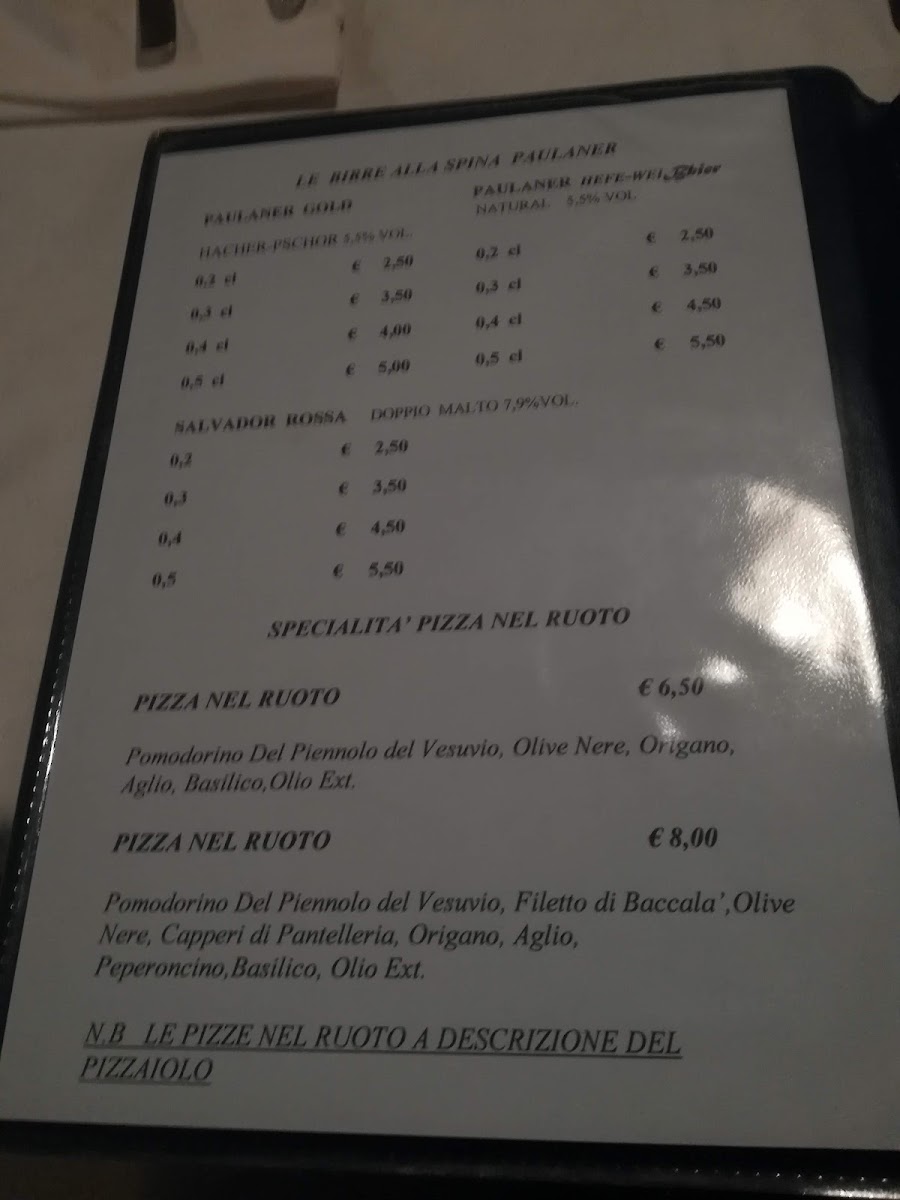 LE BIRRE ALLA SPINA PAULANER
PAULANER GOLD
HACHER-PSCHOR 5,5% VOL.
0,2 cl € 2,50
0,3 cl € 3,50
0,4 cl € 4,00
0,5 cl € 5,00
PAULANER HEFE-WEIßbier
NATURAL 5,5% VOL
0,2 cl € 2,50
0,3 cl € 3,50
0,4 cl € 4,50
0,5 cl € 5,50
SALVADOR ROSSA DOPPIO MALTO 7,9%VOL.
0,2 € 2,50
0,3 € 3,50
0,4 € 4,50
0,5 € 5,50
SPECIALITA' PIZZA NEL RUOTO
PIZZA NEL RUOTO € 6,50
Pomodorino Del Piennolo del Vesuvio, Olive Nere, Origano,
Aglio, Basilico,Olio Ext.
PIZZA NEL RUOTO € 8,00
Pomodorino Del Piennolo del Vesuvio, Filetto di Baccala',Olive
Nere, Capperi di Pantelleria, Origano, Aglio,
Peperoncino,Basilico, Olio Ext.
N.B LE PIZZE NEL RUOTO A DESCRIZIONE DEL
PIZZAIOLO